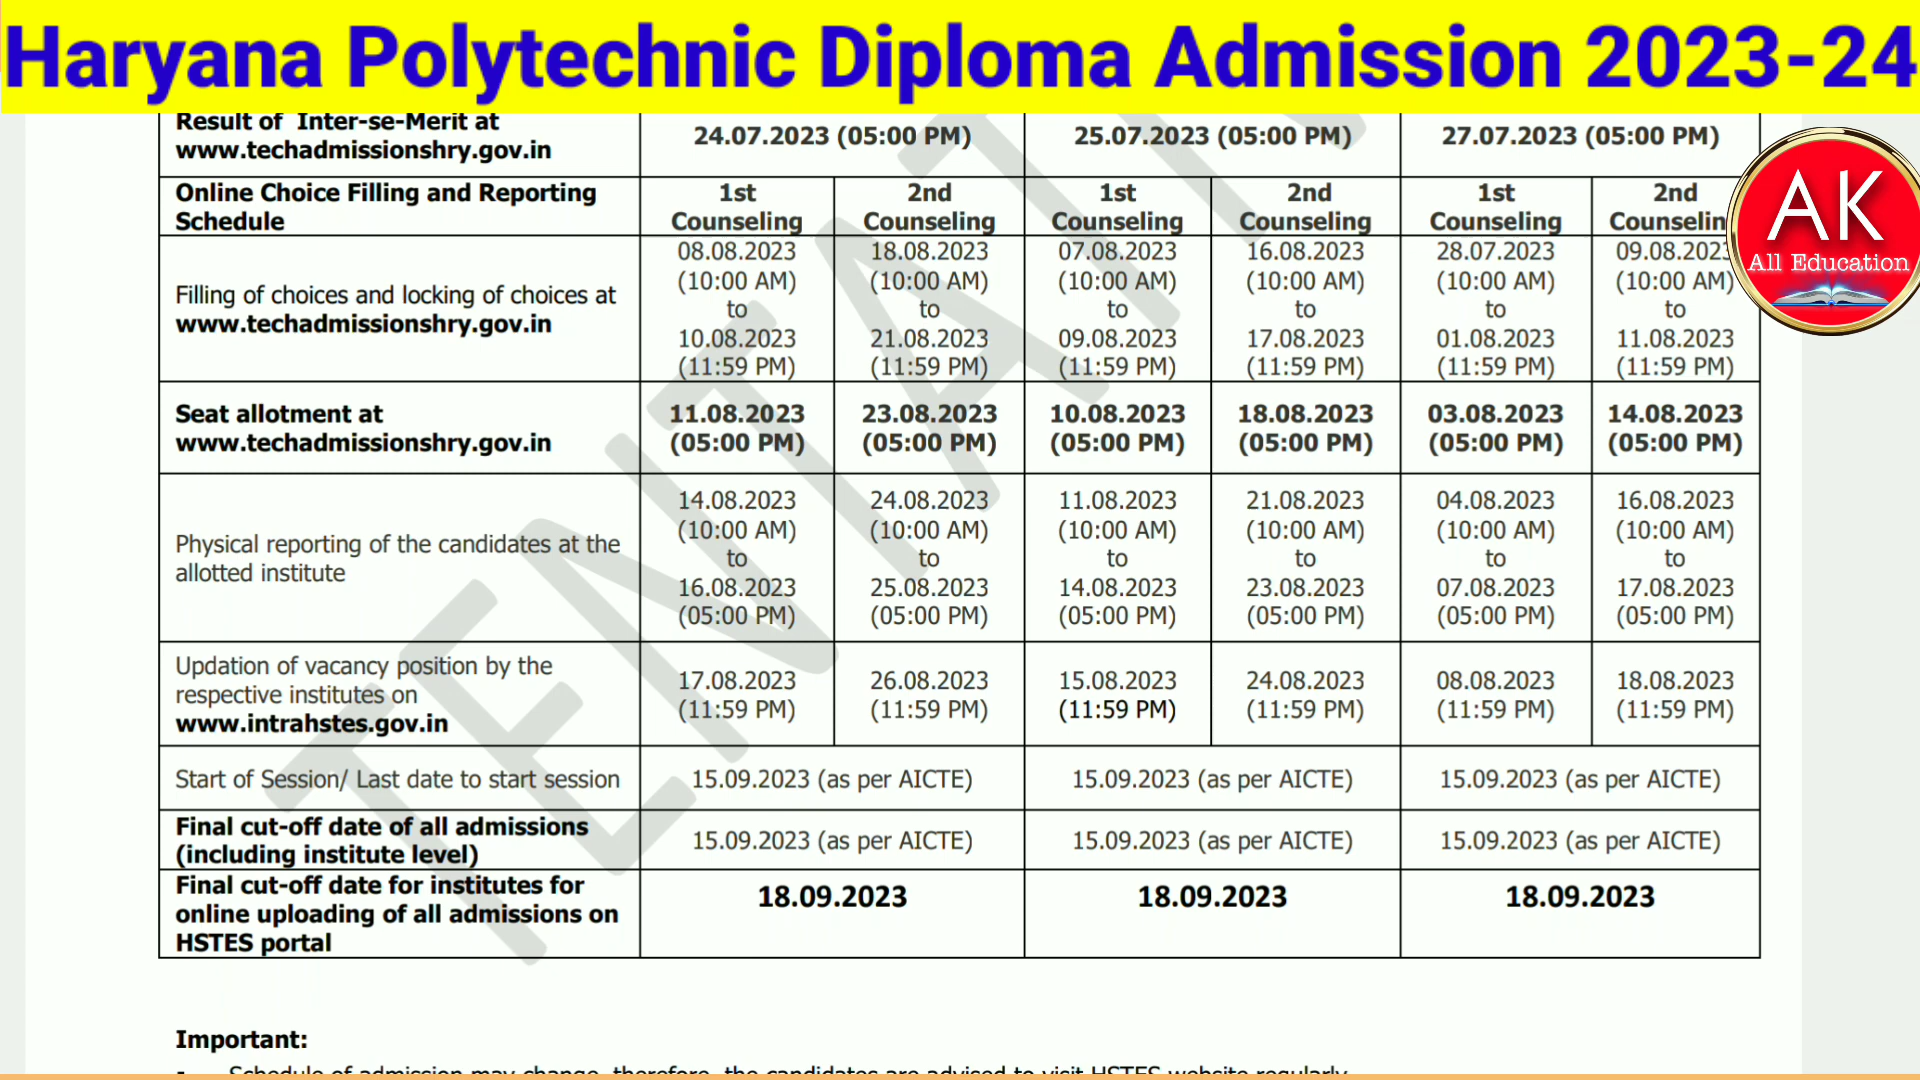 Haryana Polytechnic Diploma Admission 2023-24
Result of Inter-se-Merit at
www.techadmissionshry.gov.in
24.07.2023 (05:00 PM)
25.07.2023 (05:00 PM)
27.07.2023 (05:00 PM)
Online Choice Filling and Reporting
Schedule
1st
Counseling
2nd
Counseling
1st
Counseling
2nd
Counseling
1st
Counseling
2nd
Counselin
Filling of choices and locking of choices at
www.techadmissionshry.gov.in
08.08.2023
(10:00 AM)
to
10.08.2023
(11:59 PM)
18.08.2023
(10:00 AM)
to
21.08.2023
(11:59 PM)
07.08.2023
(10:00 AM)
to
09.08.2023
(11:59 PM)
16.08.2023
(10:00 AM)
to
17.08.2023
(11:59 PM)
28.07.2023
(10:00 AM)
to
01.08.2023
(11:59 PM)
09.08.2023
(10:00 AM)
to
11.08.2023
(11:59 PM)
Seat allotment at
www.techadmissionshry.gov.in
11.08.2023
(05:00 PM)
23.08.2023
(05:00 PM)
10.08.2023
(05:00 PM)
18.08.2023
(05:00 PM)
03.08.2023
(05:00 PM)
14.08.2023
(05:00 PM)
Physical reporting of the candidates at the
allotted institute
14.08.2023
(10:00 AM)
to
16.08.2023
(05:00 PM)
24.08.2023
(10:00 AM)
to
25.08.2023
(05:00 PM)
11.08.2023
(10:00 AM)
to
14.08.2023
(05:00 PM)
21.08.2023
(10:00 AM)
to
23.08.2023
(05:00 PM)
04.08.2023
(10:00 AM)
to
07.08.2023
(05:00 PM)
16.08.2023
(10:00 AM)
to
17.08.2023
(05:00 PM)
Updation of vacancy position by the
respective institutes on
www.intrahstes.gov.in
17.08.2023
(11:59 PM)
26.08.2023
(11:59 PM)
15.08.2023
(11:59 PM)
24.08.2023
(11:59 PM)
08.08.2023
(11:59 PM)
18.08.2023
(11:59 PM)
Start of Session/ Last date to start session
15.09.2023 (as per AICTE)
15.09.2023 (as per AICTE)
15.09.2023 (as per AICTE)
Final cut-off date of all admissions
(including institute level)
15.09.2023 (as per AICTE)
15.09.2023 (as per AICTE)
15.09.2023 (as per AICTE)
Final cut-off date for institutes for
online uploading of all admissions on
HSTES portal
18.09.2023
18.09.2023
18.09.2023
Important:
Schedule of admission may change, therefore, the candidates are advised to visit HSTES website regularly
AK
All Education
TENTATI